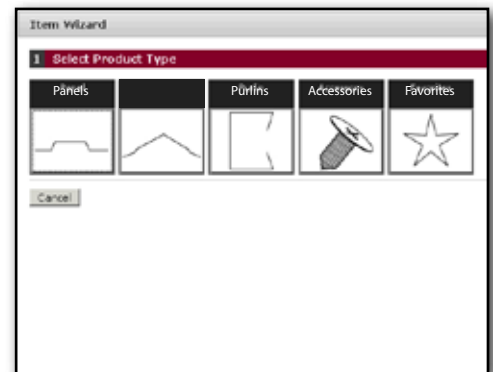 Item Wizard
1 Select Product Type
Panels Purlins Accessories Favorites
Cancel